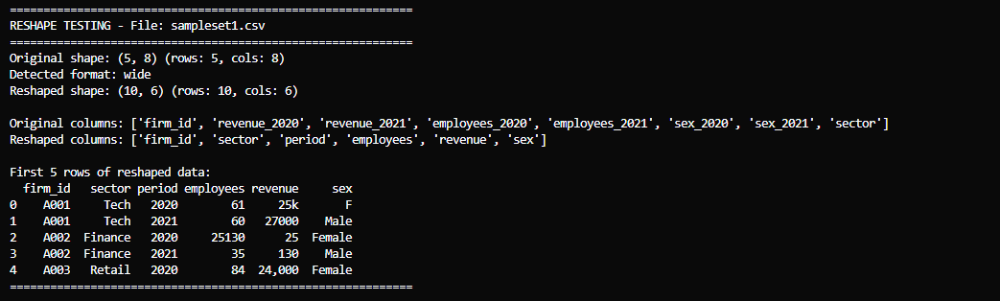 ============================================================
RESHAPE TESTING - File: sampleset1.csv
============================================================
Original shape: (5, 8) (rows: 5, cols: 8)
Detected format: wide
Reshaped shape: (10, 6) (rows: 10, cols: 6)

Original columns: ['firm_id', 'revenue_2020', 'revenue_2021', 'employees_2020', 'employees_2021', 'sex_2020', 'sex_2021', 'sector']
Reshaped columns: ['firm_id', 'sector', 'period', 'employees', 'revenue', 'sex']

First 5 rows of reshaped data:
  firm_id   sector period employees revenue     sex
0    A001     Tech   2020        61     25k       F
1    A001     Tech   2021        60   27000    Male
2    A002  Finance   2020     25130      25  Female
3    A002  Finance   2021        35     130    Male
4    A003   Retail   2020        84  24,000  Female
============================================================